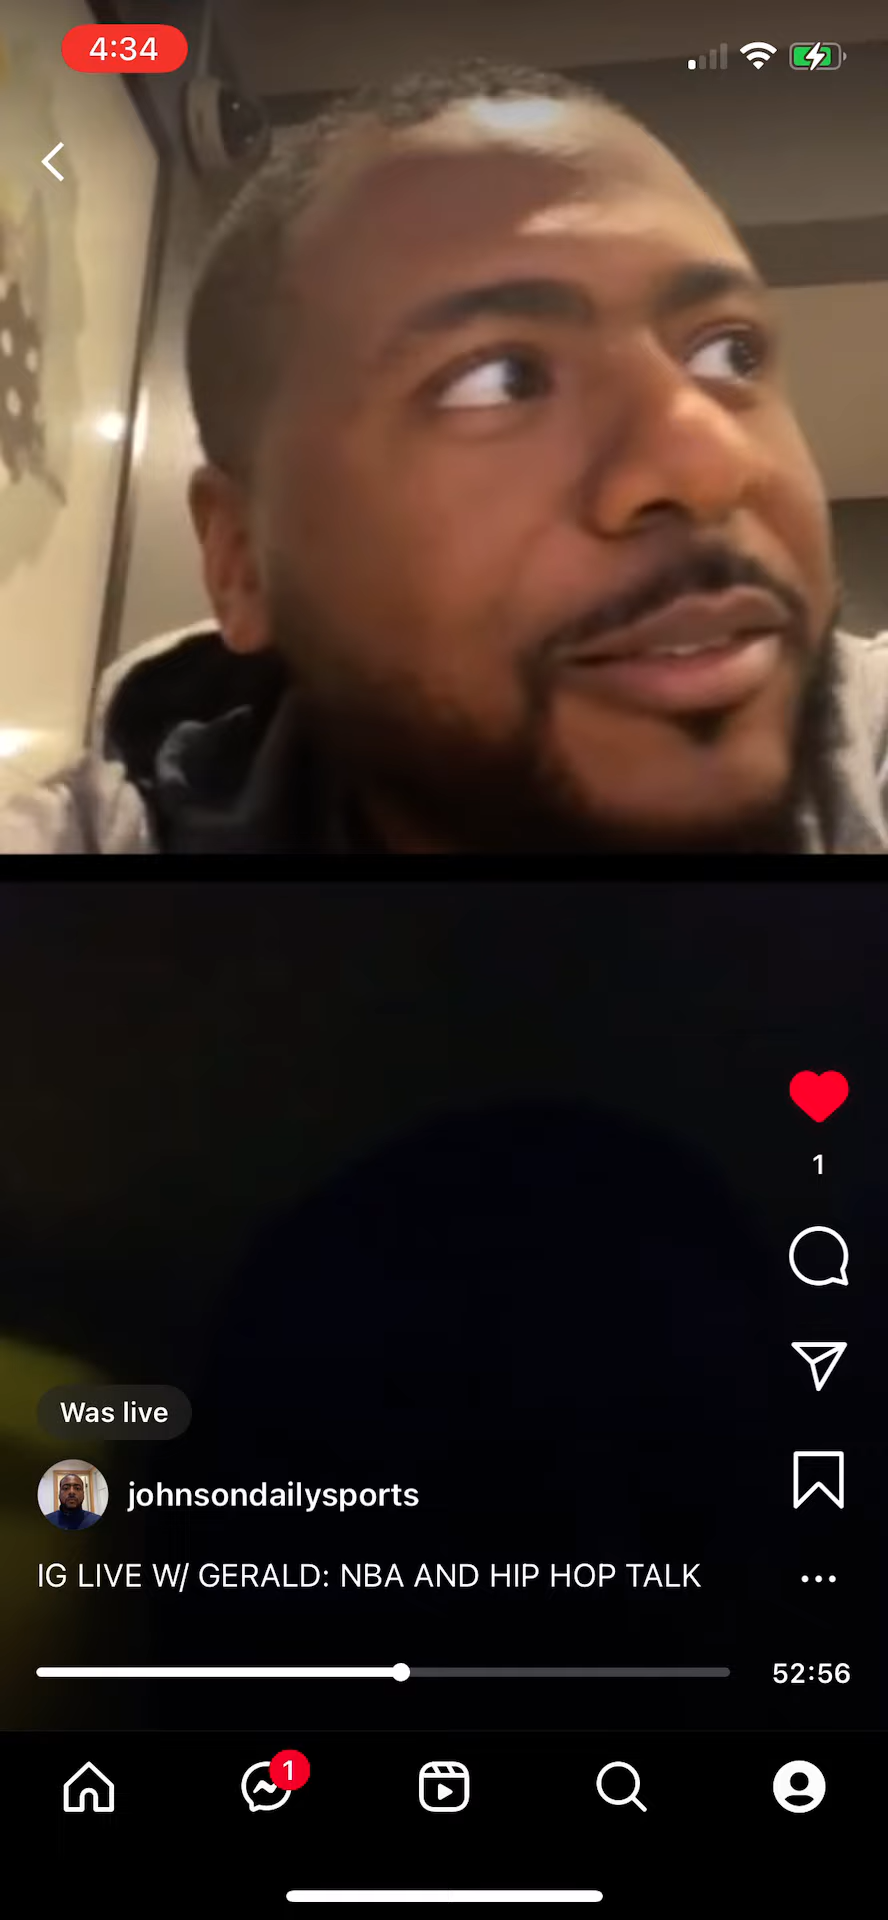 4:34
Was live
johnsondailysports
IG LIVE W/ GERALD: NBA AND HIP HOP TALK
1
52:56
1